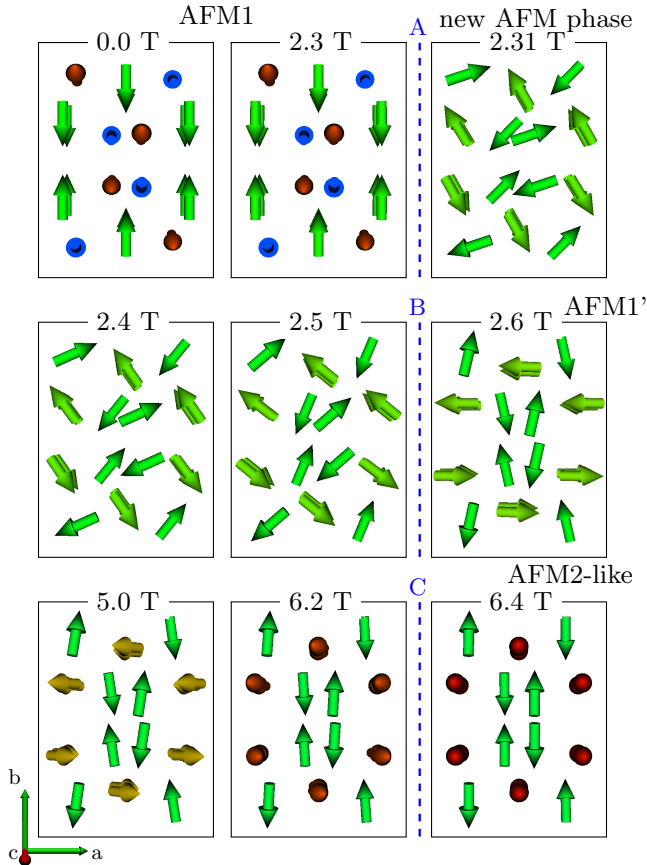 AFM1
new AFM phase
0.0 T
2.3 T
A
2.31 T
2.4 T
2.5 T
B
2.6 T
AFM1'
AFM2-like
5.0 T
6.2 T
C
6.4 T
b
c
a